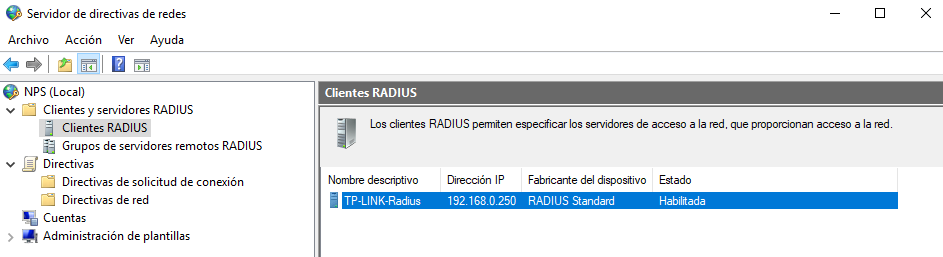 Servidor de directivas de redes
Archivo Acción Ver Ayuda
NPS (Local)
Clientes y servidores RADIUS
Clientes RADIUS
Grupos de servidores remotos RADIUS
Directivas
Directivas de solicitud de conexión
Directivas de red
Cuentas
Administración de plantillas
Clientes RADIUS
Los clientes RADIUS permiten especificar los servidores de acceso a la red, que proporcionan acceso a la red.
Nombre descriptivo Dirección IP Fabricante del dispositivo Estado
TP-LINK-Radius 192.168.0.250 RADIUS Standard Habilitada